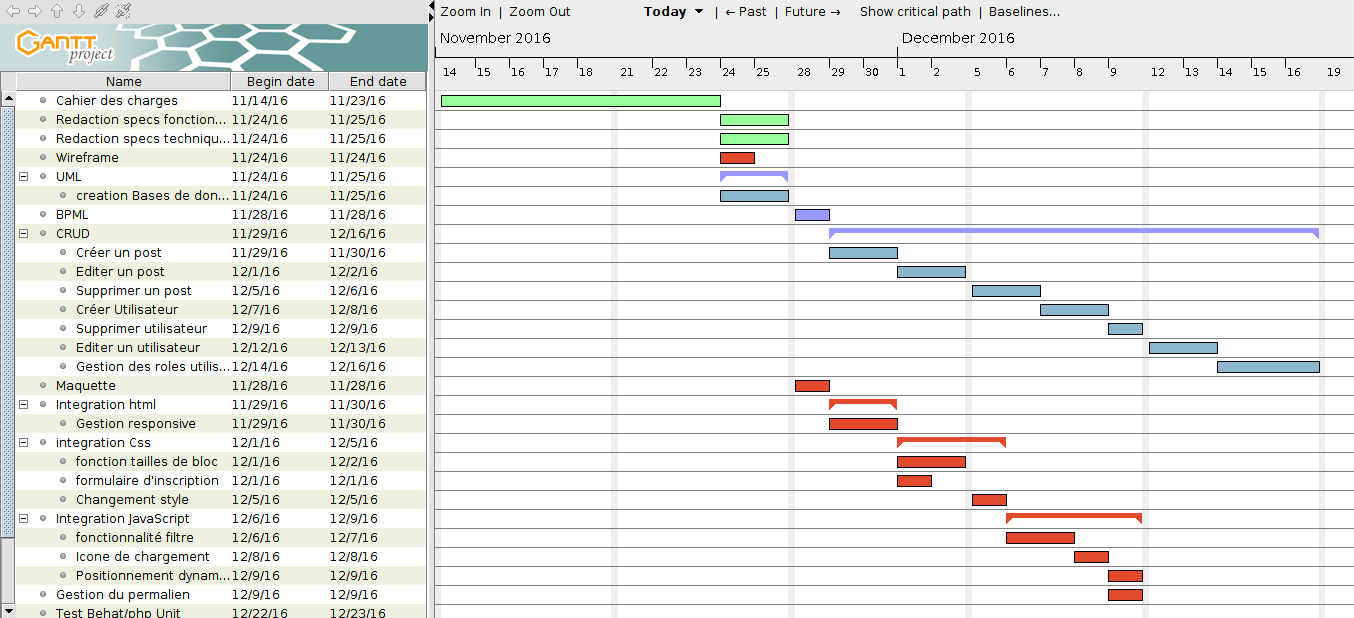 Zoom In | Zoom Out Today | ← Past | Future → Show critical path | Baselines...
GANTT project
November 2016 December 2016
14 15 16 17 18 21 22 23 24 25 28 29 30 1 2 5 6 7 8 9 12 13 14 15 16 19
Name Begin date End date
Cahier des charges 11/14/16 11/23/16
Redaction specs fonction... 11/24/16 11/25/16
Redaction specs techniqu... 11/24/16 11/25/16
Wireframe 11/24/16 11/24/16
UML 11/24/16 11/25/16
creation Bases de don... 11/24/16 11/25/16
BPML 11/28/16 11/28/16
CRUD 11/29/16 12/16/16
Créer un post 11/29/16 11/30/16
Editer un post 12/1/16 12/2/16
Supprimer un post 12/5/16 12/6/16
Créer Utilisateur 12/7/16 12/8/16
Supprimer utilisateur 12/9/16 12/9/16
Editer un utilisateur 12/12/16 12/13/16
Gestion des roles utilis... 12/14/16 12/16/16
Maquette 11/28/16 11/28/16
Integration html 11/29/16 11/30/16
Gestion responsive 11/29/16 11/30/16
integration Css 12/1/16 12/5/16
fonction tailles de bloc 12/1/16 12/2/16
formulaire d'inscription 12/1/16 12/1/16
Changement style 12/5/16 12/5/16
Integration JavaScript 12/6/16 12/9/16
fonctionnalité filtre 12/6/16 12/7/16
Icone de chargement 12/8/16 12/8/16
Positionnement dynam... 12/9/16 12/9/16
Gestion du permalien 12/9/16 12/9/16
Test Behat/php Unit 12/22/16 12/23/16